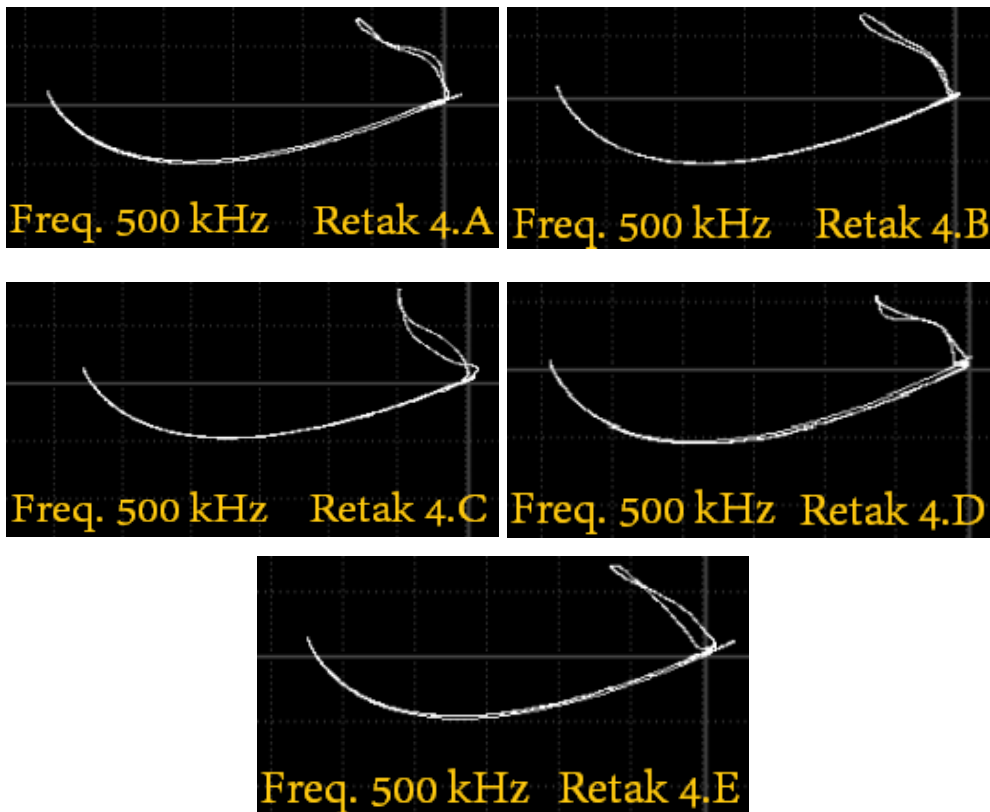 Freq. 500 kHz Retak 4.A
Freq. 500 kHz Retak 4.B
Freq. 500 kHz Retak 4.C
Freq. 500 kHz Retak 4.D
Freq. 500 kHz Retak 4.E